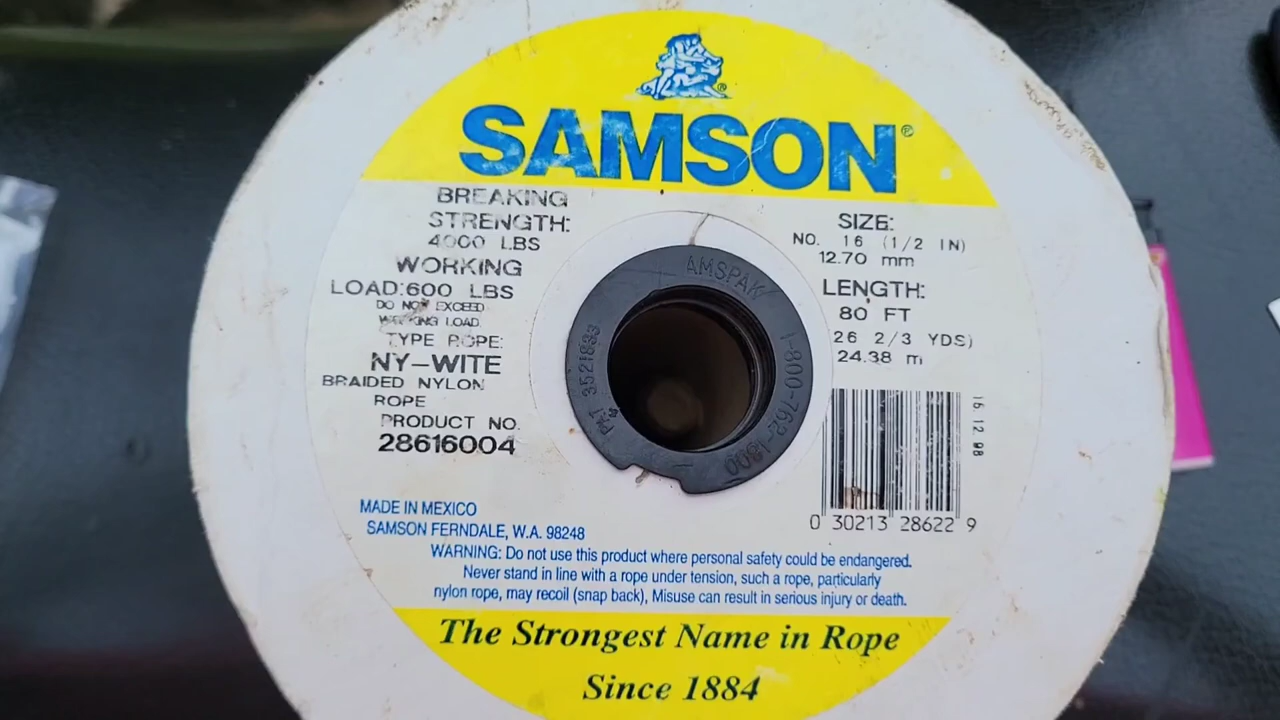 SAMSON®
BREAKING
STRENGTH:
4000 LBS
WORKING
LOAD:600 LBS
DO NOT EXCEED
WORKING LOAD
TYPE ROPE:
NY-WITE
BRAIDED NYLON
ROPE
PRODUCT NO.
28616004
SIZE:
NO. 16 (1/2 IN)
12.70 mm
LENGTH:
80 FT
26 2/3 YDS)
24.38 m
16 12 98
0 30213 28622 9
AMSPAK
1-800-762-1800
PAT 3521833
MADE IN MEXICO
SAMSON FERNDALE, W.A. 98248
WARNING: Do not use this product where personal safety could be endangered.
Never stand in line with a rope under tension, such a rope, particularly
nylon rope, may recoil (snap back), Misuse can result in serious injury or death.
The Strongest Name in Rope
Since 1884